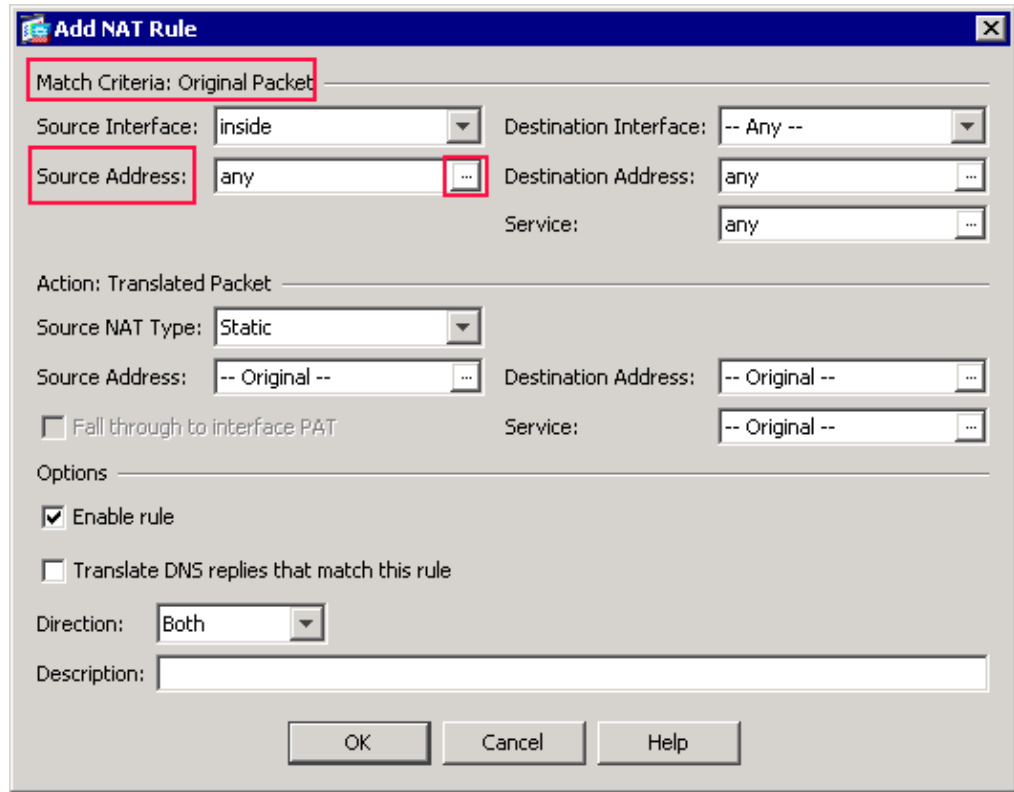 Add NAT Rule
Match Criteria: Original Packet
Source Interface: inside Destination Interface: -- Any --
Source Address: any ... Destination Address: any ...
Service: any ...
Action: Translated Packet
Source NAT Type: Static
Source Address: -- Original -- ... Destination Address: -- Original -- ...
Fall through to interface PAT Service: -- Original -- ...
Options
Enable rule
Translate DNS replies that match this rule
Direction: Both
Description:
OK Cancel Help